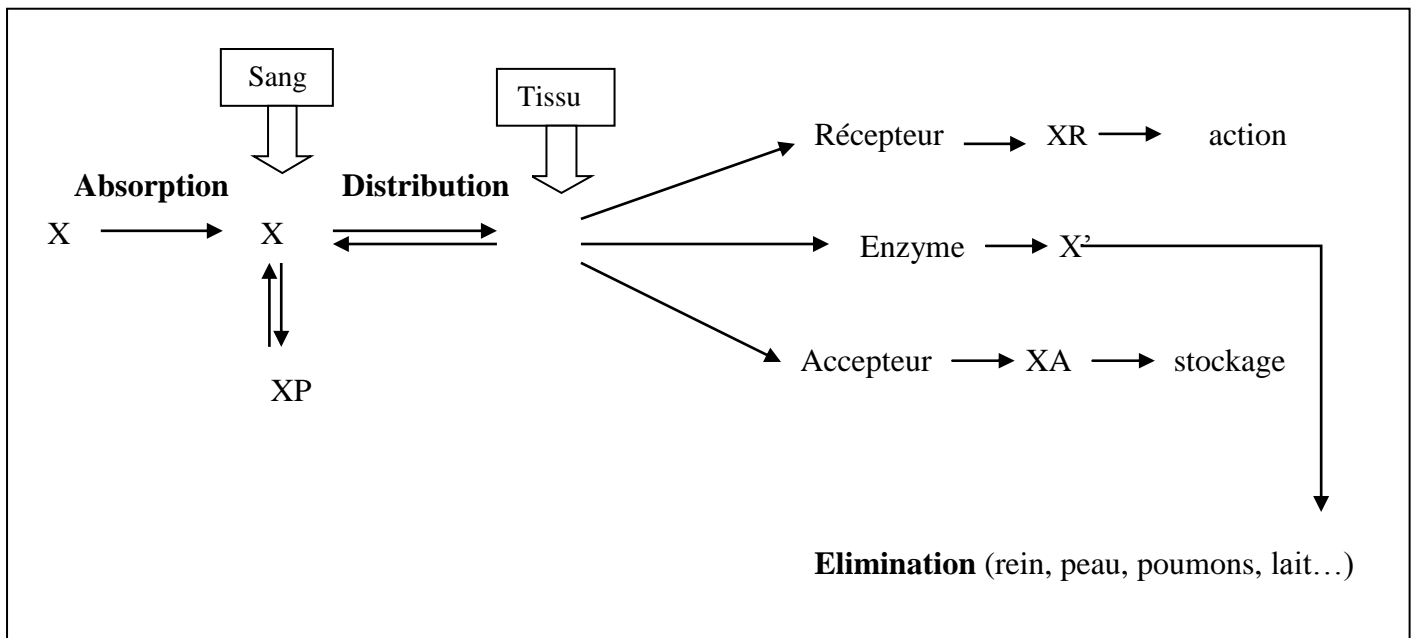 Sang
Tissu
Récepteur XR action
Absorption Distribution
X X
Enzyme X’
Accepteur XA stockage
XP
Elimination (rein, peau, poumons, lait…)